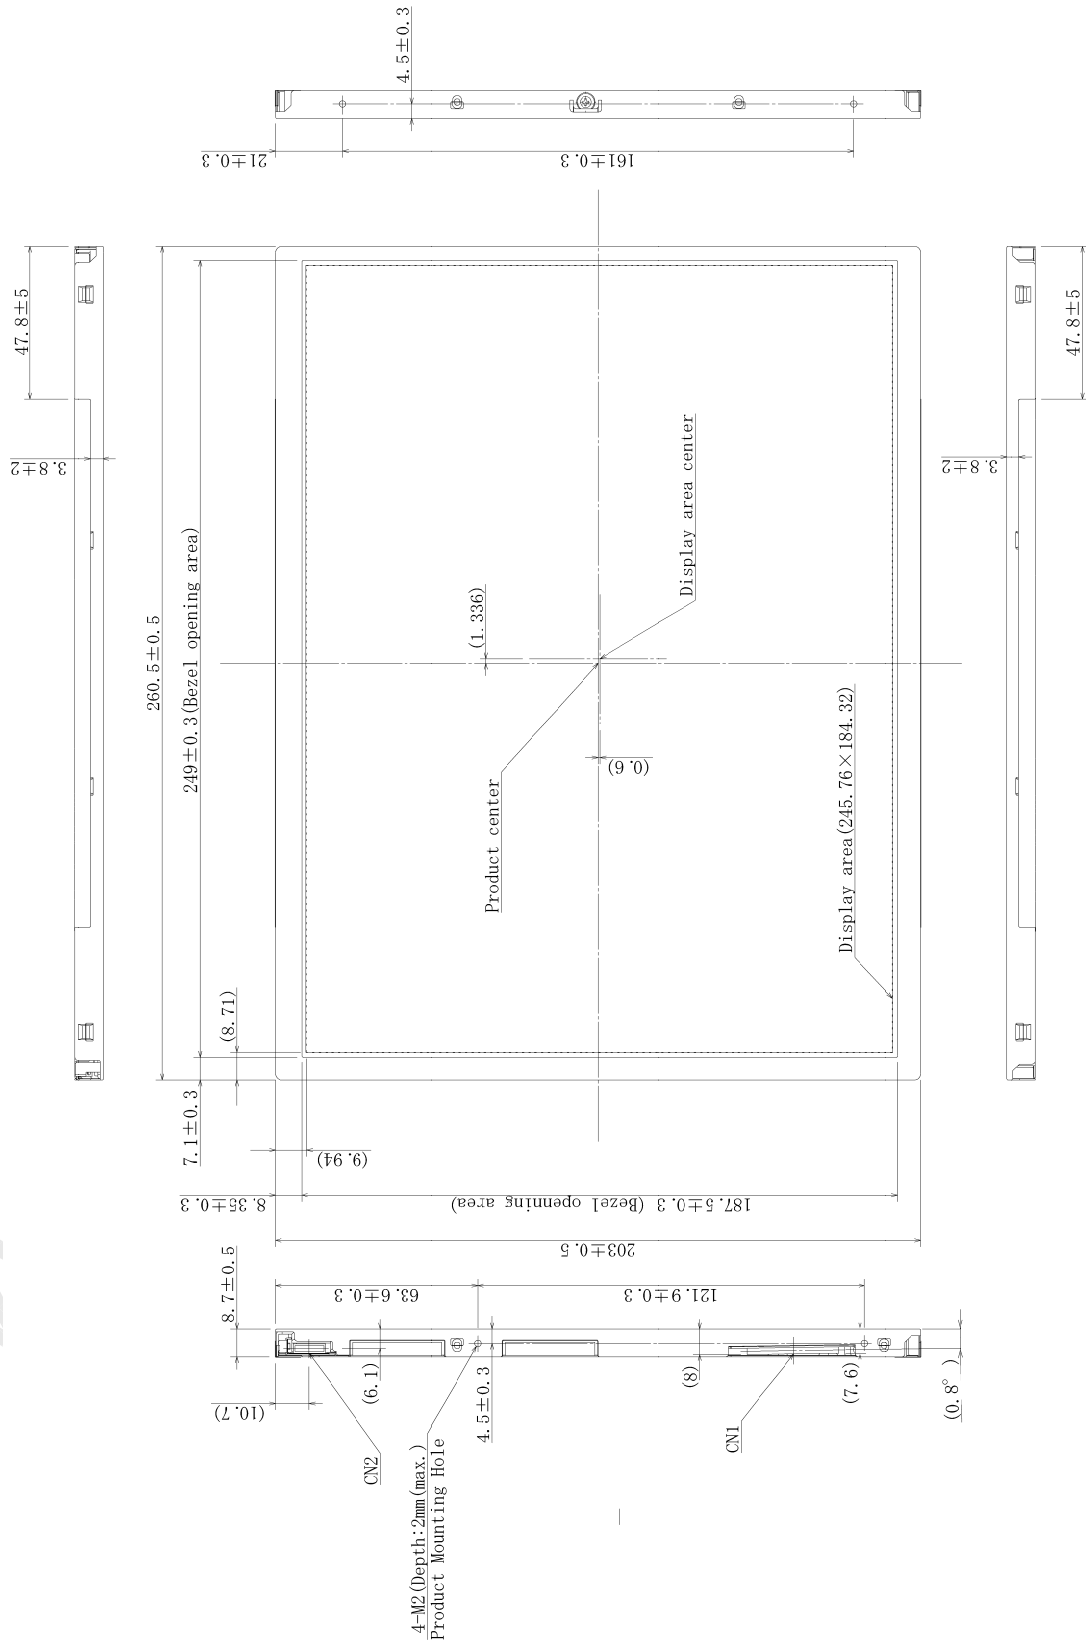 4.5±0.3
21±0.3
161±0.3
47.8±5
3.8±2
47.8±5
3.8±2
260.5±0.5
249±0.3(Bezel opening area)
(1.336)
Display area center
Product center
(0.6)
Display area(245.76×184.32)
(8.71)
7.1±0.3
(9.94)
8.35±0.3
187.5±0.3 (Bezel openning area)
203±0.5
8.7±0.5
63.6±0.3
121.9±0.3
(10.7)
(6.1)
4.5±0.3
(8)
(7.6)
(0.8° )
CN2
CN1
4-M2(Depth:2mm(max.)
Product Mounting Hole